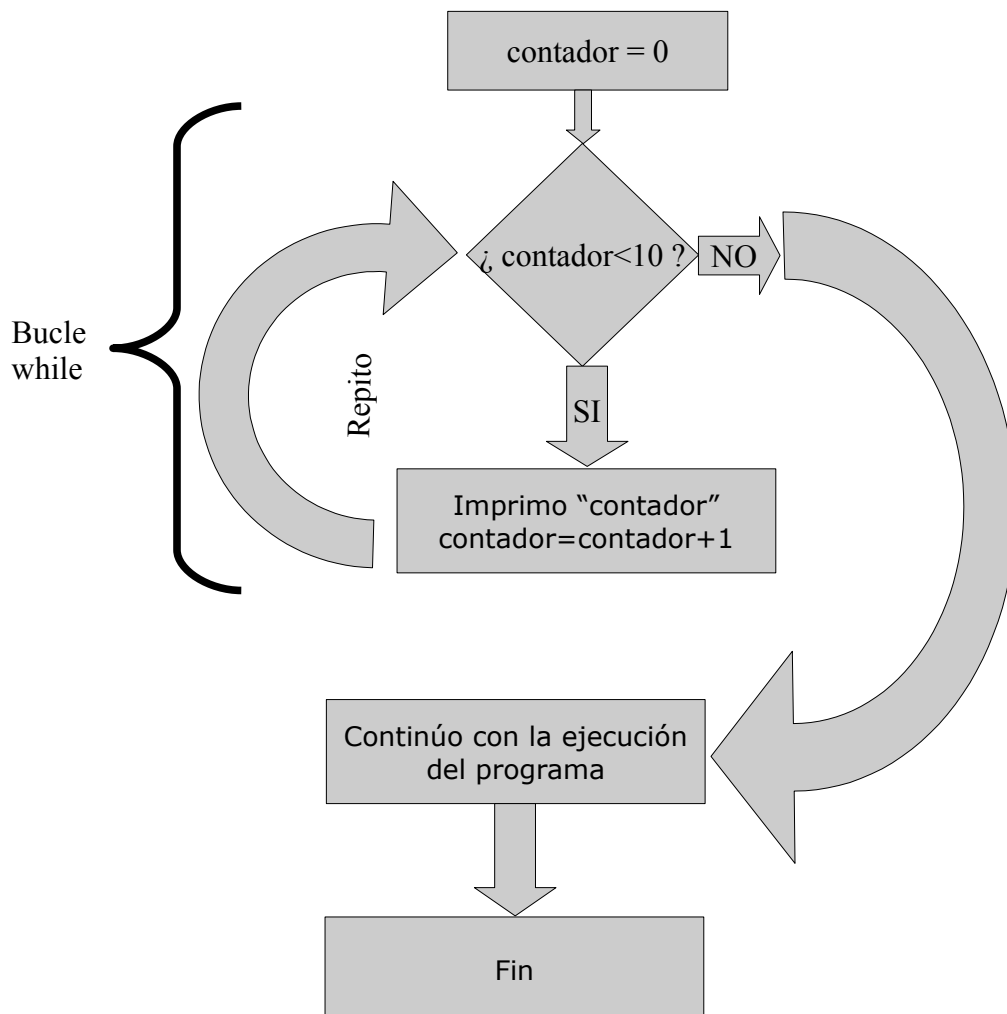 contador = 0
¿ contador<10 ?
NO
Bucle
while
Repito
SI
Imprimo “contador”
contador=contador+1
Continúo con la ejecución
del programa
Fin